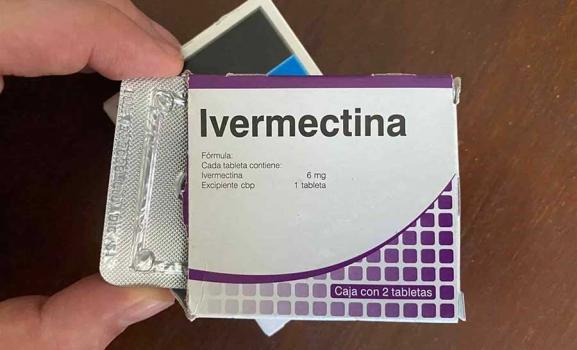 Ivermectina
Fórmula:
Cada tableta contiene:
Ivermectina 6 mg
Excipiente cbp 1 tableta
Caja con 2 tabletas